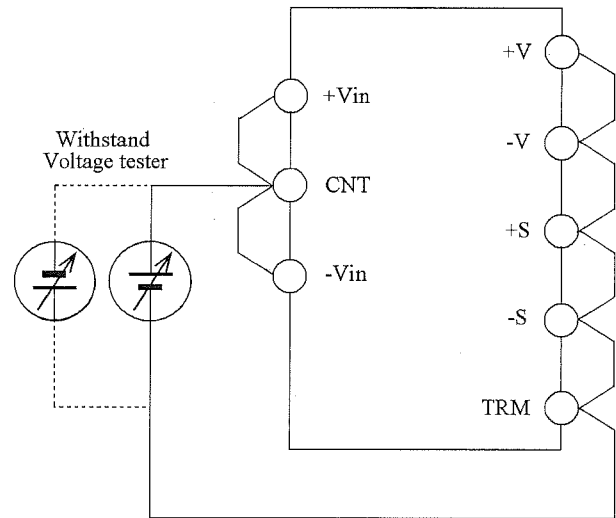 +V
+Vin
Withstand
Voltage tester
-V
CNT
+S
-Vin
-S
TRM